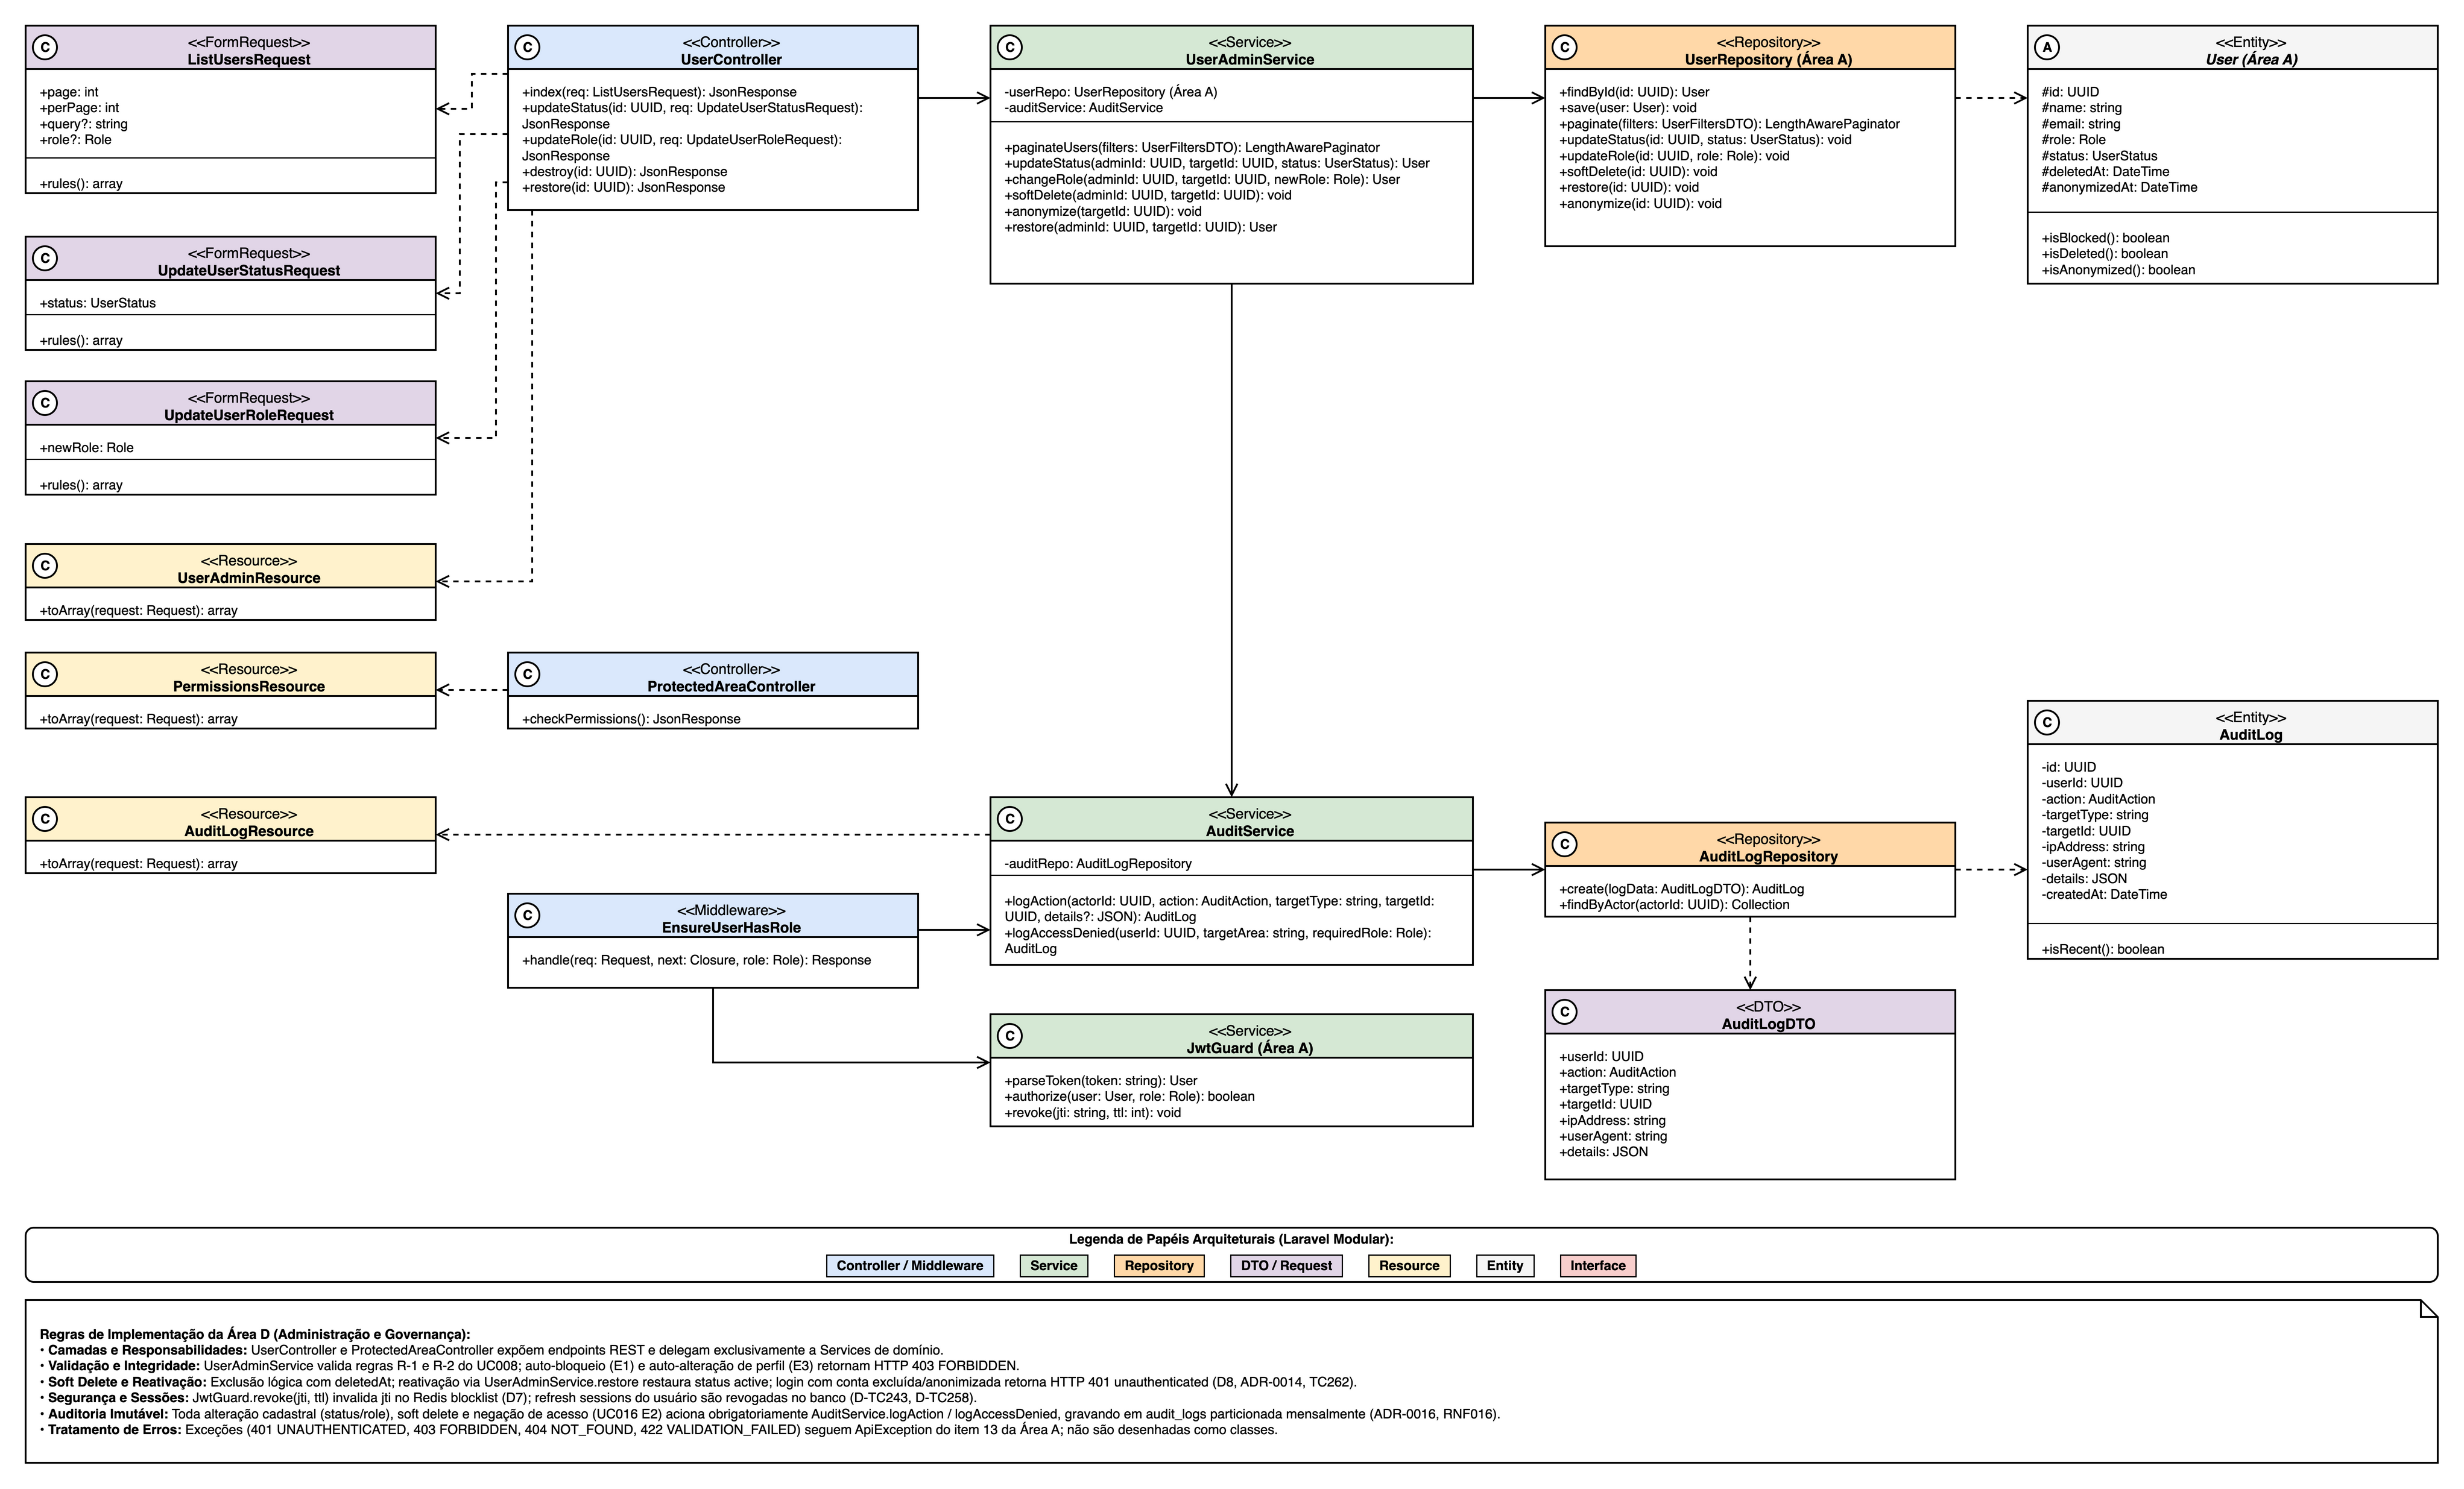 C
<<FormRequest>>
ListUsersRequest
+page: int
+perPage: int
+query?: string
+role?: Role
+rules(): array
C
<<Controller>>
UserController
+index(req: ListUsersRequest): JsonResponse
+updateStatus(id: UUID, req: UpdateUserStatusRequest):
JsonResponse
+updateRole(id: UUID, req: UpdateUserRoleRequest):
JsonResponse
+destroy(id: UUID): JsonResponse
+restore(id: UUID): JsonResponse
C
<<Service>>
UserAdminService
-userRepo: UserRepository (Área A)
-auditService: AuditService
+paginateUsers(filters: UserFiltersDTO): LengthAwarePaginator
+updateStatus(adminId: UUID, targetId: UUID, status: UserStatus): User
+changeRole(adminId: UUID, targetId: UUID, newRole: Role): User
+softDelete(adminId: UUID, targetId: UUID): void
+anonymize(targetId: UUID): void
+restore(adminId: UUID, targetId: UUID): User
C
<<Repository>>
UserRepository (Área A)
+findById(id: UUID): User
+save(user: User): void
+paginate(filters: UserFiltersDTO): LengthAwarePaginator
+updateStatus(id: UUID, status: UserStatus): void
+updateRole(id: UUID, role: Role): void
+softDelete(id: UUID): void
+restore(id: UUID): void
+anonymize(id: UUID): void
A
<<Entity>>
User (Área A)
#id: UUID
#name: string
#email: string
#role: Role
#status: UserStatus
#deletedAt: DateTime
#anonymizedAt: DateTime
+isBlocked(): boolean
+isDeleted(): boolean
+isAnonymized(): boolean
C
<<FormRequest>>
UpdateUserStatusRequest
+status: UserStatus
+rules(): array
C
<<FormRequest>>
UpdateUserRoleRequest
+newRole: Role
+rules(): array
C
<<Resource>>
UserAdminResource
+toArray(request: Request): array
C
<<Resource>>
PermissionsResource
+toArray(request: Request): array
C
<<Controller>>
ProtectedAreaController
+checkPermissions(): JsonResponse
C
<<Resource>>
AuditLogResource
+toArray(request: Request): array
C
<<Middleware>>
EnsureUserHasRole
+handle(req: Request, next: Closure, role: Role): Response
C
<<Service>>
AuditService
-auditRepo: AuditLogRepository
+logAction(actorId: UUID, action: AuditAction, targetType: string, targetId:
UUID, details?: JSON): AuditLog
+logAccessDenied(userId: UUID, targetArea: string, requiredRole: Role):
AuditLog
C
<<Service>>
JwtGuard (Área A)
+parseToken(token: string): User
+authorize(user: User, role: Role): boolean
+revoke(jti: string, ttl: int): void
C
<<Repository>>
AuditLogRepository
+create(logData: AuditLogDTO): AuditLog
+findByActor(actorId: UUID): Collection
C
<<DTO>>
AuditLogDTO
+userId: UUID
+action: AuditAction
+targetType: string
+targetId: UUID
+ipAddress: string
+userAgent: string
+details: JSON
C
<<Entity>>
AuditLog
-id: UUID
-userId: UUID
-action: AuditAction
-targetType: string
-targetId: UUID
-ipAddress: string
-userAgent: string
-details: JSON
-createdAt: DateTime
+isRecent(): boolean
Legenda de Papéis Arquiteturais (Laravel Modular):
Controller / Middleware
Service
Repository
DTO / Request
Resource
Entity
Interface
Regras de Implementação da Área D (Administração e Governança):
• Camadas e Responsabilidades: UserController e ProtectedAreaController expõem endpoints REST e delegam exclusivamente a Services de domínio.
• Validação e Integridade: UserAdminService valida regras R-1 e R-2 do UC008; auto-bloqueio (E1) e auto-alteração de perfil (E3) retornam HTTP 403 FORBIDDEN.
• Soft Delete e Reativação: Exclusão lógica com deletedAt; reativação via UserAdminService.restore restaura status active; login com conta excluída/anonimizada retorna HTTP 401 unauthenticated (D8, ADR-0014, TC262).
• Segurança e Sessões: JwtGuard.revoke(jti, ttl) invalida jti no Redis blocklist (D7); refresh sessions do usuário são revogadas no banco (D-TC243, D-TC258).
• Auditoria Imutável: Toda alteração cadastral (status/role), soft delete e negação de acesso (UC016 E2) aciona obrigatoriamente AuditService.logAction / logAccessDenied, gravando em audit_logs particionada mensalmente (ADR-0016, RNF016).
• Tratamento de Erros: Exceções (401 UNAUTHENTICATED, 403 FORBIDDEN, 404 NOT_FOUND, 422 VALIDATION_FAILED) seguem ApiException do item 13 da Área A; não são desenhadas como classes.